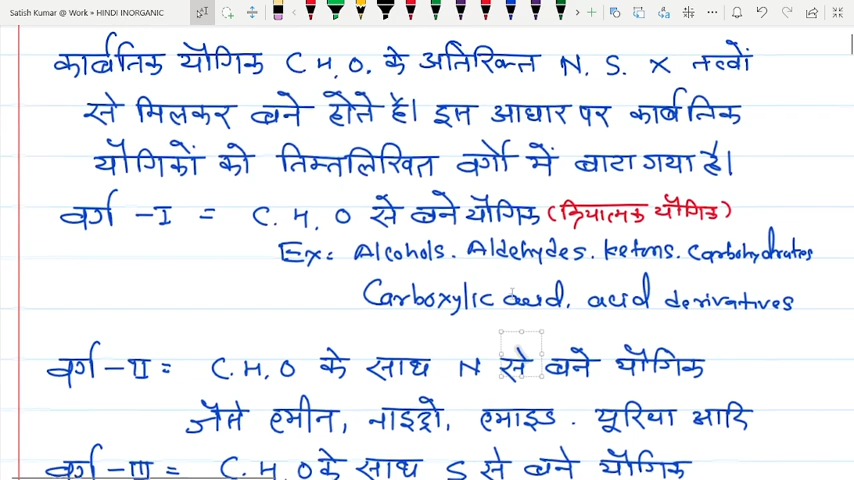 Satish Kumar @ Work » HINDI INORGANIC
कार्बनिक यौगिक C H, O, के अतिरिक्त N. S. X तत्वों
से मिलकर बने होते हैं। इस आधार पर कार्बनिक
यौगिकों को निम्नलिखित वर्गों में बाटा गया है।
वर्ग - I = C. H, O से बने यौगिक (क्रियात्मक यौगिक)
Ex: Alcohols. Aldehydes. ketons. Carbohydrates
Carboxylic acid. acid derivatives
वर्ग - II = C. H, O के साथ N से बने यौगिक
जैसे एमीन, नाइट्रो, एमाइड . यूरिया आदि
वर्ग - III = C. H, O के साथ S से बने यौगिक